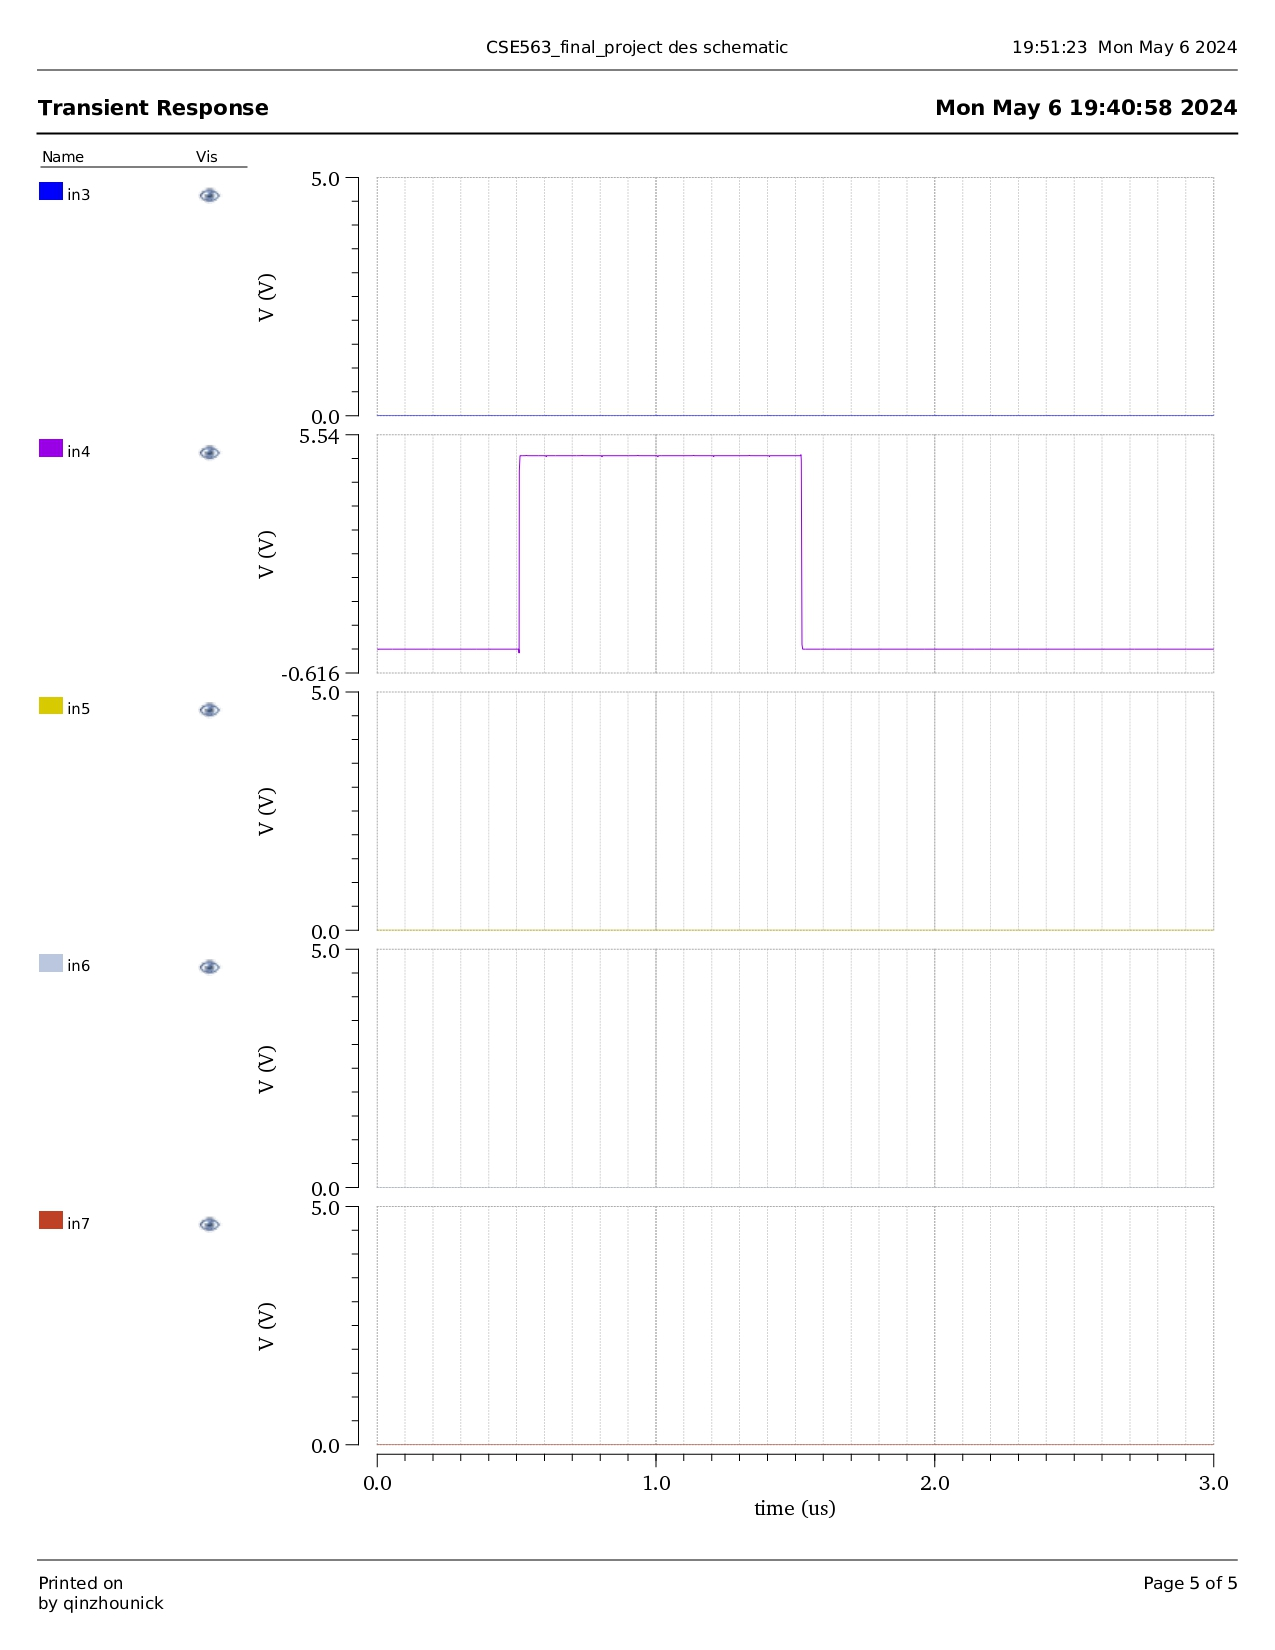 CSE563_final_project des schematic
19:51:23 Mon May 6 2024
Transient Response
Mon May 6 19:40:58 2024
Name Vis
in3
5.0
V (V)
0.0
in4
5.54
V (V)
-0.616
in5
5.0
V (V)
0.0
in6
5.0
V (V)
0.0
in7
5.0
V (V)
0.0
0.0 1.0 2.0 3.0
time (us)
Printed on
by qinzhounick
Page 5 of 5